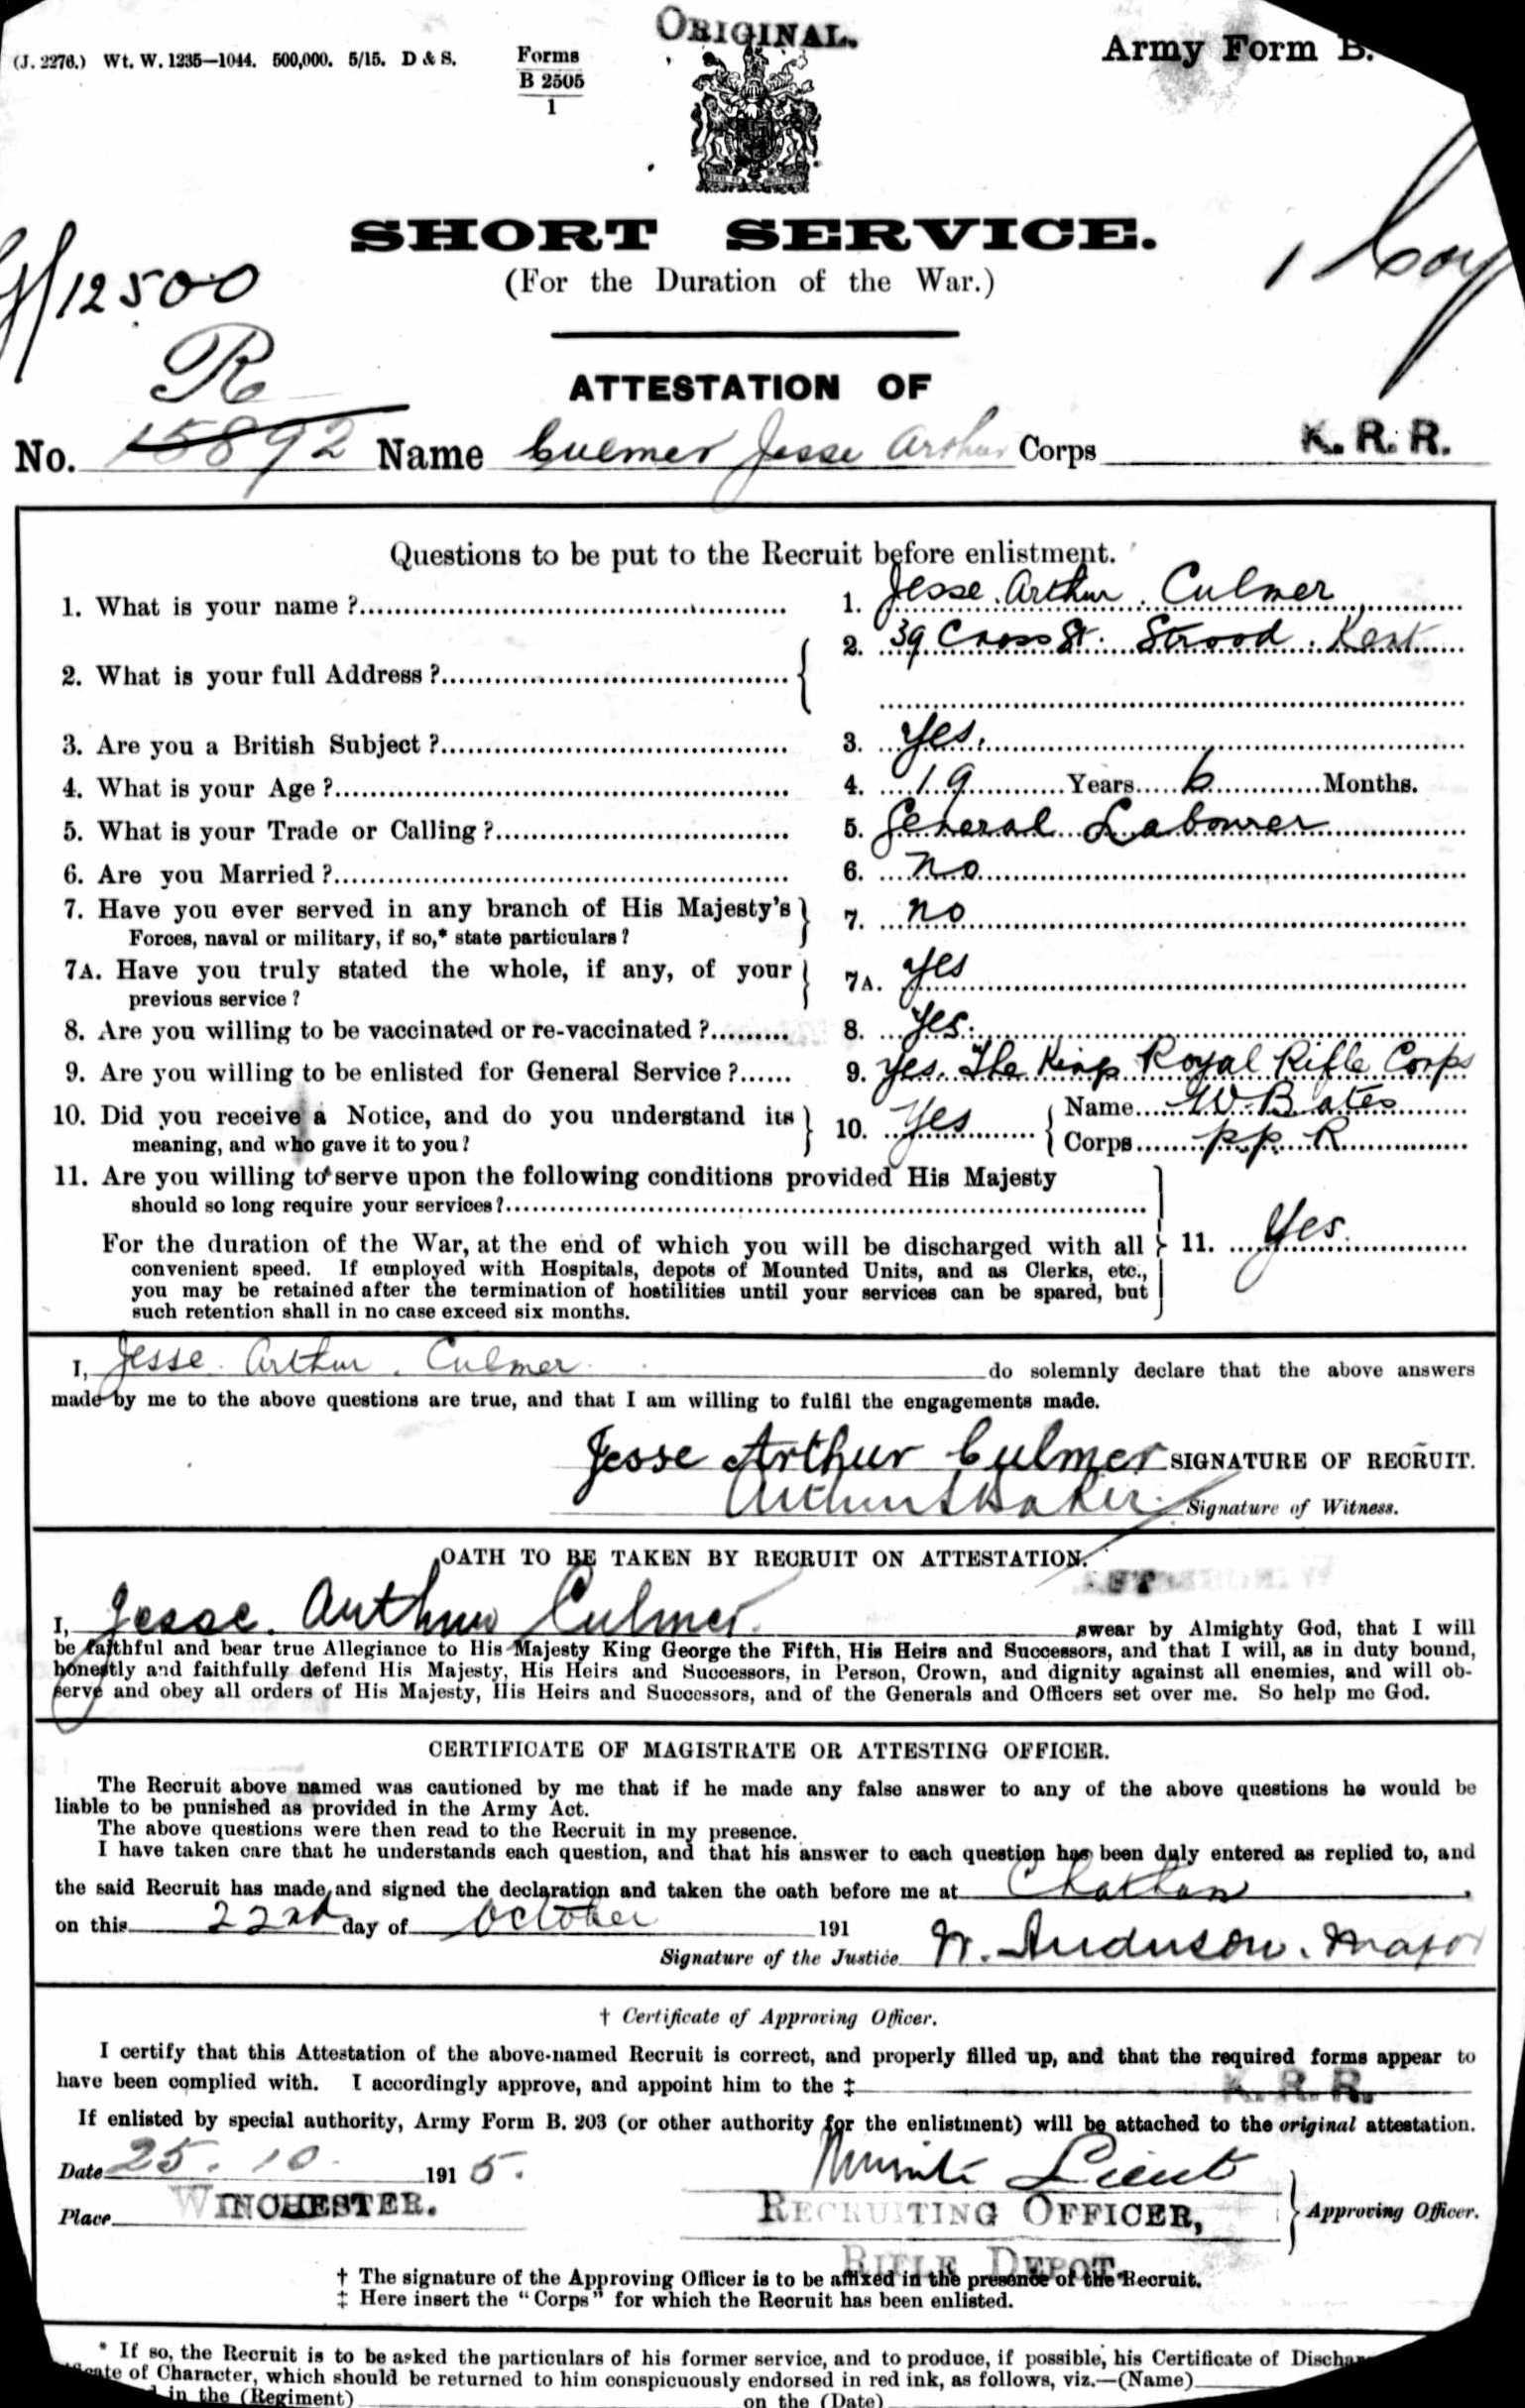 ORIGINAL.
(J. 2276.) Wt. W. 1235—1044. 500,000. 5/15. D & S.
Forms
B 2505
1
Army Form B.
SHORT SERVICE.
(For the Duration of the War.)
/12500
1 Coy
R
ATTESTATION OF
No. 15892 Name Culmer Jesse Arthur Corps K. R. R.
Questions to be put to the Recruit before enlistment.
1. What is your name ? 1. Jesse Arthur Culmer
2. What is your full Address ? 2. 39 Cross St. Strood. Kent
3. Are you a British Subject ? 3. Yes.
4. What is your Age ? 4. 19 Years 6 Months.
5. What is your Trade or Calling ? 5. General Labourer
6. Are you Married ? 6. no
7. Have you ever served in any branch of His Majesty's 7. no
Forces, naval or military, if so,* state particulars ?
7A. Have you truly stated the whole, if any, of your 7A. Yes
previous service ?
8. Are you willing to be vaccinated or re-vaccinated ? 8. Yes.
9. Are you willing to be enlisted for General Service ? 9. Yes. The Kings Royal Rifle Corps
10. Did you receive a Notice, and do you understand its 10. Yes Name W. Bates
meaning, and who gave it to you ? Corps p.p. R
11. Are you willing to serve upon the following conditions provided His Majesty
should so long require your services ?
For the duration of the War, at the end of which you will be discharged with all 11. Yes.
convenient speed. If employed with Hospitals, depots of Mounted Units, and as Clerks, etc.,
you may be retained after the termination of hostilities until your services can be spared, but
such retention shall in no case exceed six months.
I, Jesse Arthur Culmer do solemnly declare that the above answers
made by me to the above questions are true, and that I am willing to fulfil the engagements made.
Jesse Arthur Culmer SIGNATURE OF RECRUIT.
Arthur Baker Signature of Witness.
OATH TO BE TAKEN BY RECRUIT ON ATTESTATION.
I, Jesse Arthur Culmer swear by Almighty God, that I will
be faithful and bear true Allegiance to His Majesty King George the Fifth, His Heirs and Successors, and that I will, as in duty bound,
honestly and faithfully defend His Majesty, His Heirs and Successors, in Person, Crown, and dignity against all enemies, and will ob-
serve and obey all orders of His Majesty, His Heirs and Successors, and of the Generals and Officers set over me. So help me God.
CERTIFICATE OF MAGISTRATE OR ATTESTING OFFICER.
The Recruit above named was cautioned by me that if he made any false answer to any of the above questions he would be
liable to be punished as provided in the Army Act.
The above questions were then read to the Recruit in my presence.
I have taken care that he understands each question, and that his answer to each question has been duly entered as replied to, and
the said Recruit has made and signed the declaration and taken the oath before me at Chatham
on this 22nd day of October 191
Signature of the Justice W. Anderson. Major
† Certificate of Approving Officer.
I certify that this Attestation of the above-named Recruit is correct, and properly filled up, and that the required forms appear to
have been complied with. I accordingly approve, and appoint him to the ‡ K. R. R.
If enlisted by special authority, Army Form B. 203 (or other authority for the enlistment) will be attached to the original attestation.
Date 25. 10. 1915. Lieut
Place WINCHESTER. RECRUITING OFFICER, Approving Officer.
RIFLE DEPOT.
† The signature of the Approving Officer is to be affixed in the presence of the Recruit.
‡ Here insert the "Corps" for which the Recruit has been enlisted.
* If so, the Recruit is to be asked the particulars of his former service, and to produce, if possible, his Certificate of
of Character, which should be returned to him conspicuously endorsed in red ink, as follows, viz.—(Name)
in the (Regiment) on the (Date)